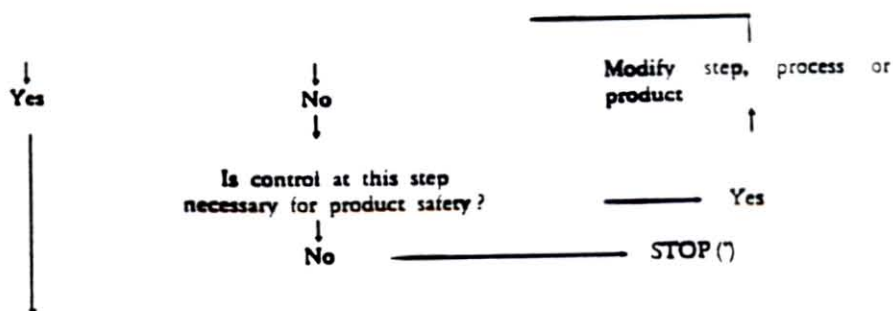 Modify step, process or
product
Yes
No
Is control at this step
necessary for product safety?
Yes
No
STOP (*)